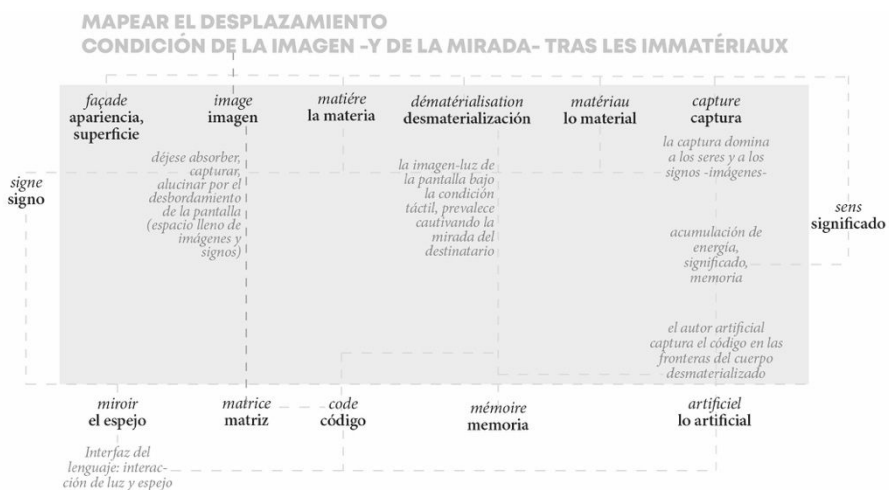 MAPEAR EL DESPLAZAMIENTO
CONDICIÓN DE LA IMAGEN -Y DE LA MIRADA- TRAS LES IMMATÉRIAUX
façade
apariencia,
superficie
image
imagen
matiére
la materia
dématérialisation
desmaterialización
matériau
lo material
capture
captura
déjese absorber,
capturar,
alucinar por el
desbordamiento
de la pantalla
(espacio lleno de
imágenes y
signos)
la imagen-luz de
la pantalla bajo
la condición
táctil, prevalece
cautivando la
mirada del
destinatario
la captura domina
a los seres y a los
signos -imágenes-
signe
signo
sens
significado
acumulación de
energía,
significado,
memoria
el autor artificial
captura el código en las
fronteras del cuerpo
desmaterializado
miroir
el espejo
matrice
matriz
code
código
mémoire
memoria
artificiel
lo artificial
Interfaz del
lenguaje: interac-
ción de luz y espejo